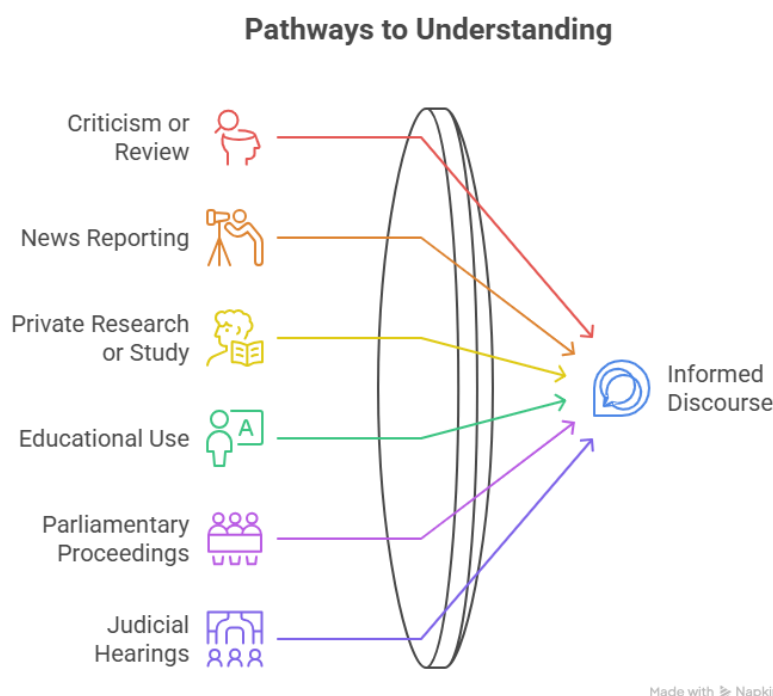 Pathways to Understanding
Criticism or
Review
News Reporting
Private Research
or Study
Educational Use
A
Parliamentary
Proceedings
Judicial
Hearings
Informed
Discourse
Made with Napki